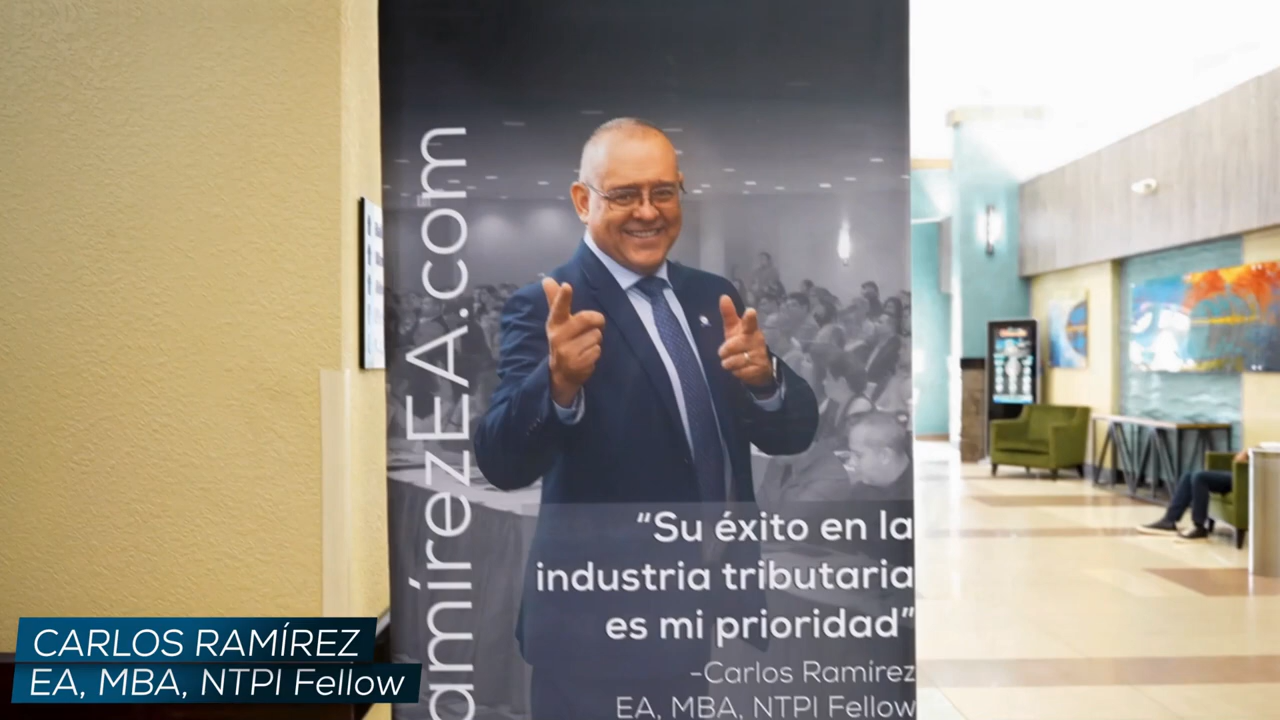 amírezEA.com
“Su éxito en la
industria tributaria
es mi prioridad”
-Carlos Ramírez
EA, MBA, NTPI Fellow
CARLOS RAMÍREZ
EA, MBA, NTPI Fellow